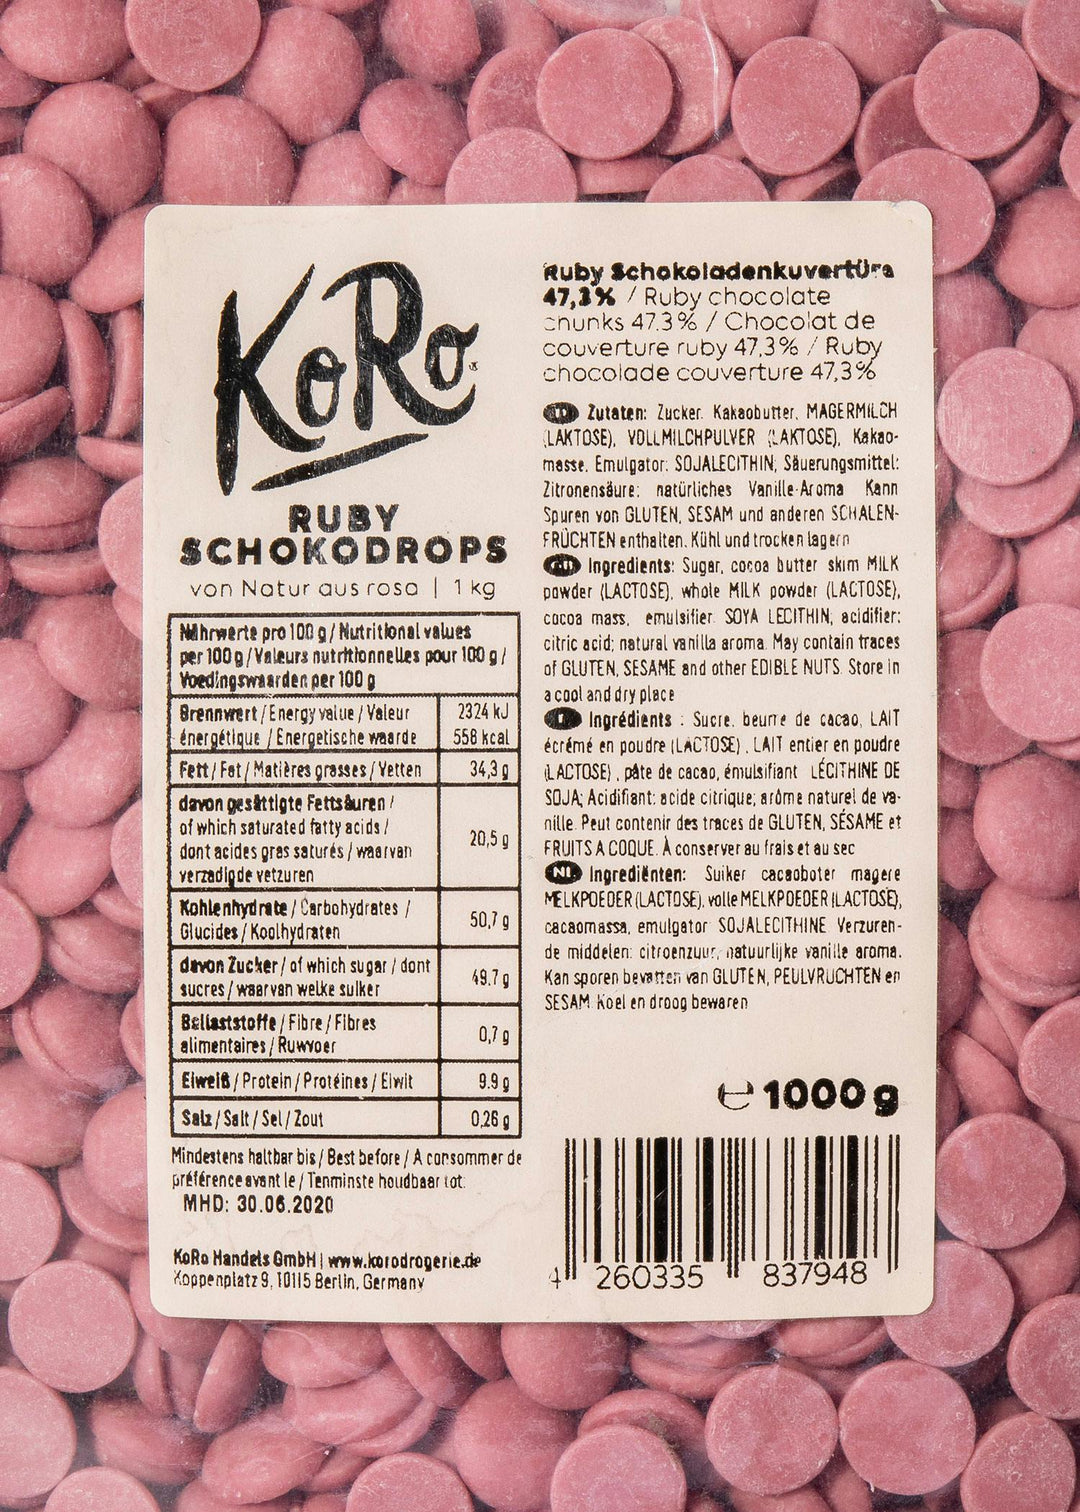 KoRo
RUBY
SCHOKODROPS
von Natur aus rosa | 1 kg
Nährwerte pro 100 g / Nutritional values
per 100 g / Valeurs nutritionnelles pour 100 g /
Voedingswaarden per 100 g
Brennwert / Energy value / Valeur
énergétique / Energetische waarde
2324 kJ
558 kcal
Fett / Fat / Matières grasses / Vetten
34,3 g
davon gesättigte Fettsäuren /
of which saturated fatty acids /
dont acides gras saturés / waarvan
verzadigde vetzuren
20,5 g
Kohlenhydrate / Carbohydrates /
Glucides / Koolhydraten
50,7 g
davon Zucker / of which sugar / dont
sucres / waarvan welke suiker
49.7 g
Ballaststoffe / Fibre / Fibres
alimentaires / Ruwvoer
0,7 g
Eiweiß / Protein / Protéines / Eiwit
9.9 g
Salz / Salt / Sel / Zout
0,26 g
Mindestens haltbar bis / Best before / A consommer de
préférence avant le / Tenminste houdbaar tot:
MHD: 30.06.2020
KoRo Handels GmbH | www.korodrogerie.de
Koppenplatz 9, 10115 Berlin, Germany
Ruby Schokoladenkuvertüre
47,3% / Ruby chocolate
chunks 47.3% / Chocolat de
couverture ruby 47,3% / Ruby
chocolade couverture 47,3%
Zutaten: Zucker. Kakaobutter, MAGERMILCH
(LAKTOSE), VOLLMILCHPULVER (LAKTOSE), Kakao-
masse. Emulgator: SOJALECITHIN; Säuerungsmittel:
Zitronensäure; natürliches Vanille-Aroma Kann
Spuren von GLUTEN, SESAM und anderen SCHALEN-
FRÜCHTEN enthalten. Kühl und trocken lagern
Ingredients: Sugar, cocoa butter skim MILK
powder (LACTOSE), whole MILK powder (LACTOSE),
cocoa mass, emulsifier. SOYA LECITHIN; acidifier:
citric acid; natural vanilla aroma. May contain traces
of GLUTEN, SESAME and other EDIBLE NUTS. Store in
a cool and dry place
Ingrédients : Sucre, beurre de cacao, LAIT
écrémé en poudre (LACTOSE), LAIT entier en poudre
(LACTOSE), pâte de cacao, émulsifiant LÉCITHINE DE
SOJA; Acidifiant: acide citrique; arôme naturel de va-
nille. Peut contenir des traces de GLUTEN, SÉSAME et
FRUITS A COQUE. À conserver au frais et au sec
NL Ingrediënten: Suiker cacaoboter magere
MELKPOEDER (LACTOSE), volle MELKPOEDER (LACTOSE),
cacaomassa, emulgator SOJALECITHINE Verzuren-
de middelen: citroenzuur, natuurlijke vanille aroma.
Kan sporen bevatten van GLUTEN, PEULVRUCHTEN en
SESAM Koel en droog bewaren
℮ 1000 g
4 260335 837948